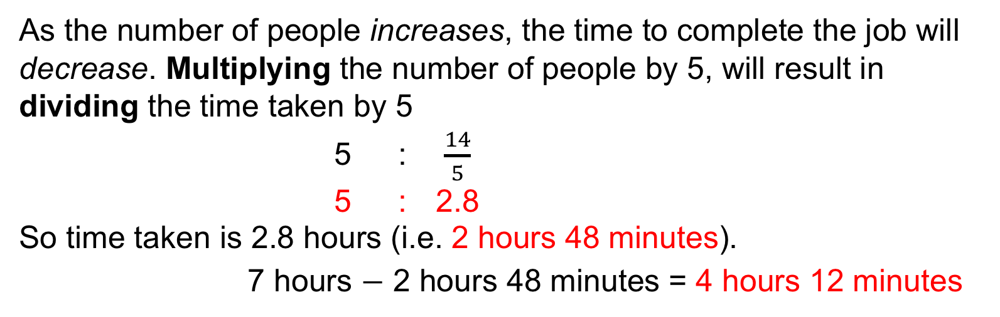 As the number of people increases, the time to complete the job will
decrease. Multiplying the number of people by 5, will result in
dividing the time taken by 5
5 : 14/5
5 : 2.8
So time taken is 2.8 hours (i.e. 2 hours 48 minutes).
7 hours – 2 hours 48 minutes = 4 hours 12 minutes